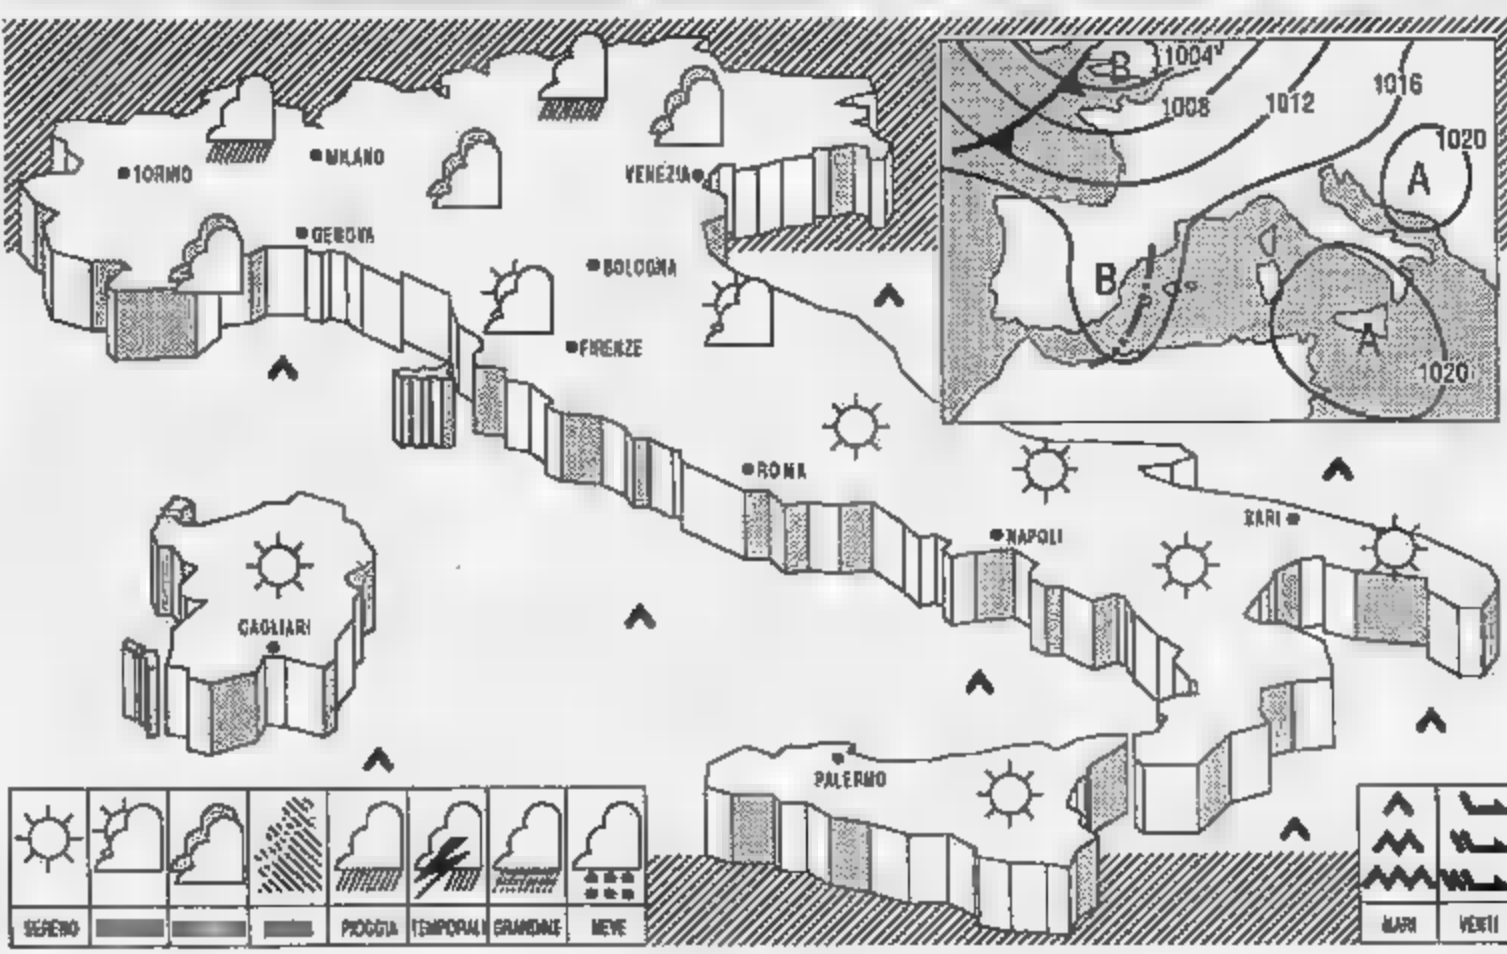 B
1004
1008
1012
1016
1020
A
B
A
1020
TORINO
MILANO
VENEZIA
GENOVA
BOLOGNA
FIRENZE
ROMA
NAPOLI
BARI
CAGLIARI
PALERMO
SERENO
PIOGGIA
TEMPORALI
GRANDINE
NEVE
MARI
VENTI